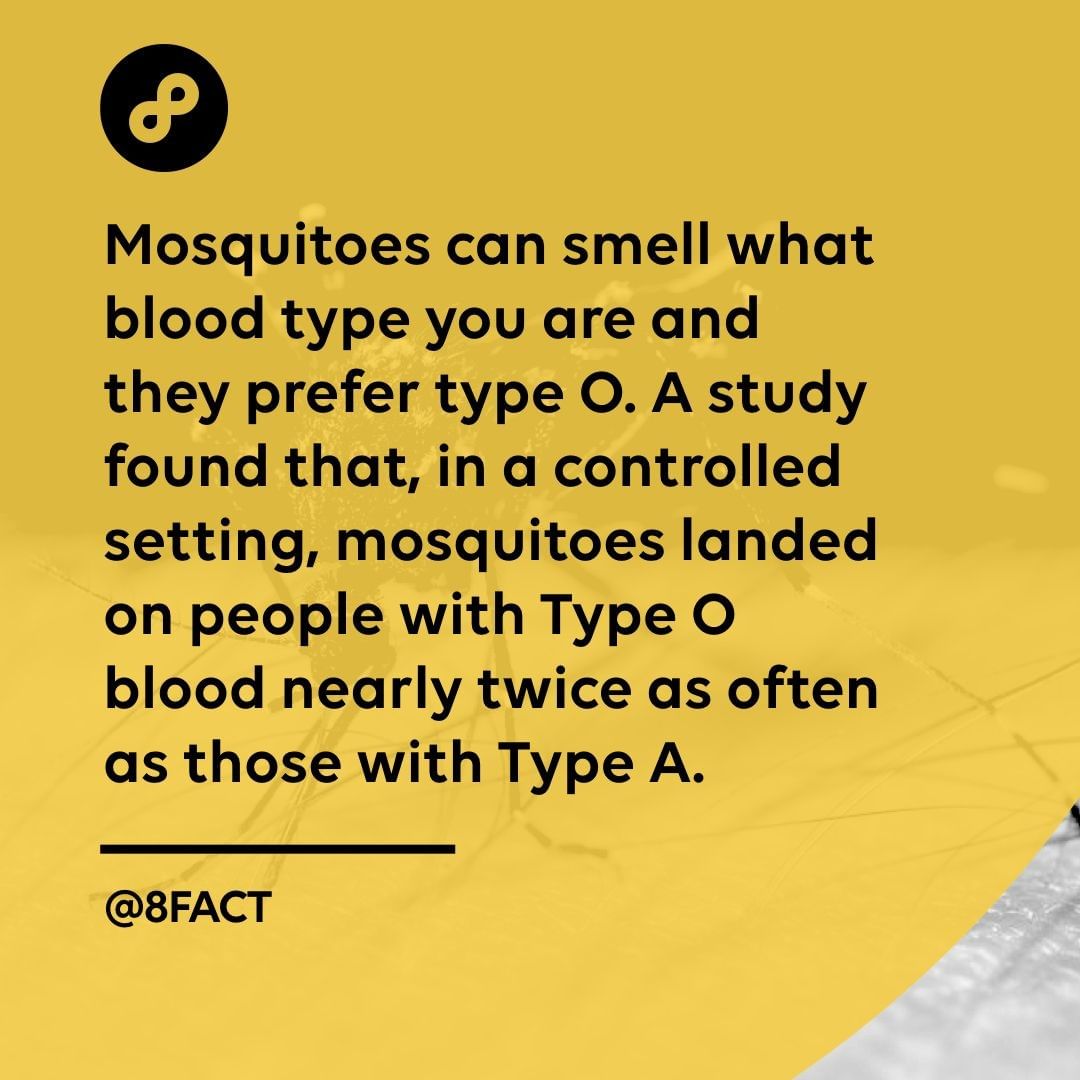 Mosquitoes can smell what
blood type you are and
they prefer type O. A study
found that, in a controlled
setting, mosquitoes landed
on people with Type O
blood nearly twice as often
as those with Type A.
@8FACT